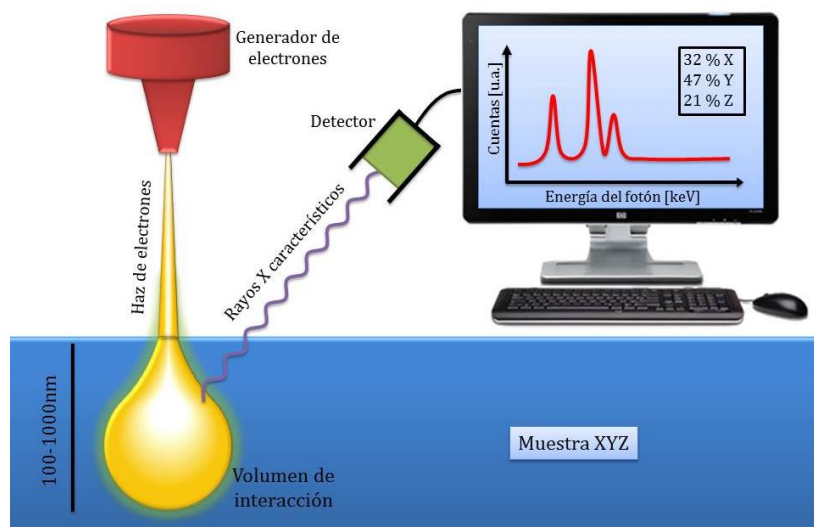 Generador de
electrones
Detector
Haz de electrones
Rayos X característicos
Cuentas [u.a.]
Energía del fotón [keV]
32 % X
47 % Y
21 % Z
100-1000nm
Volumen de
interacción
Muestra XYZ